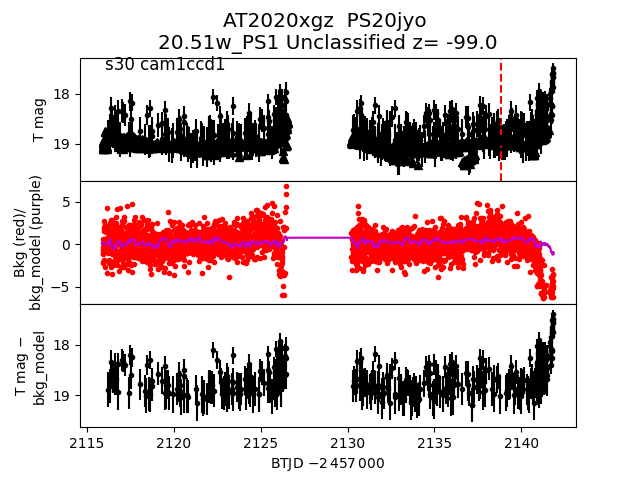 AT2020xgz  PS20jyo
20.51w_PS1 Unclassified z= -99.0
s30 cam1ccd1
18
19
T mag
5
0
−5
Bkg (red)/
bkg_model (purple)
18
19
T mag −
bkg_model
2115
2120
2125
2130
2135
2140
BTJD −2 457 000